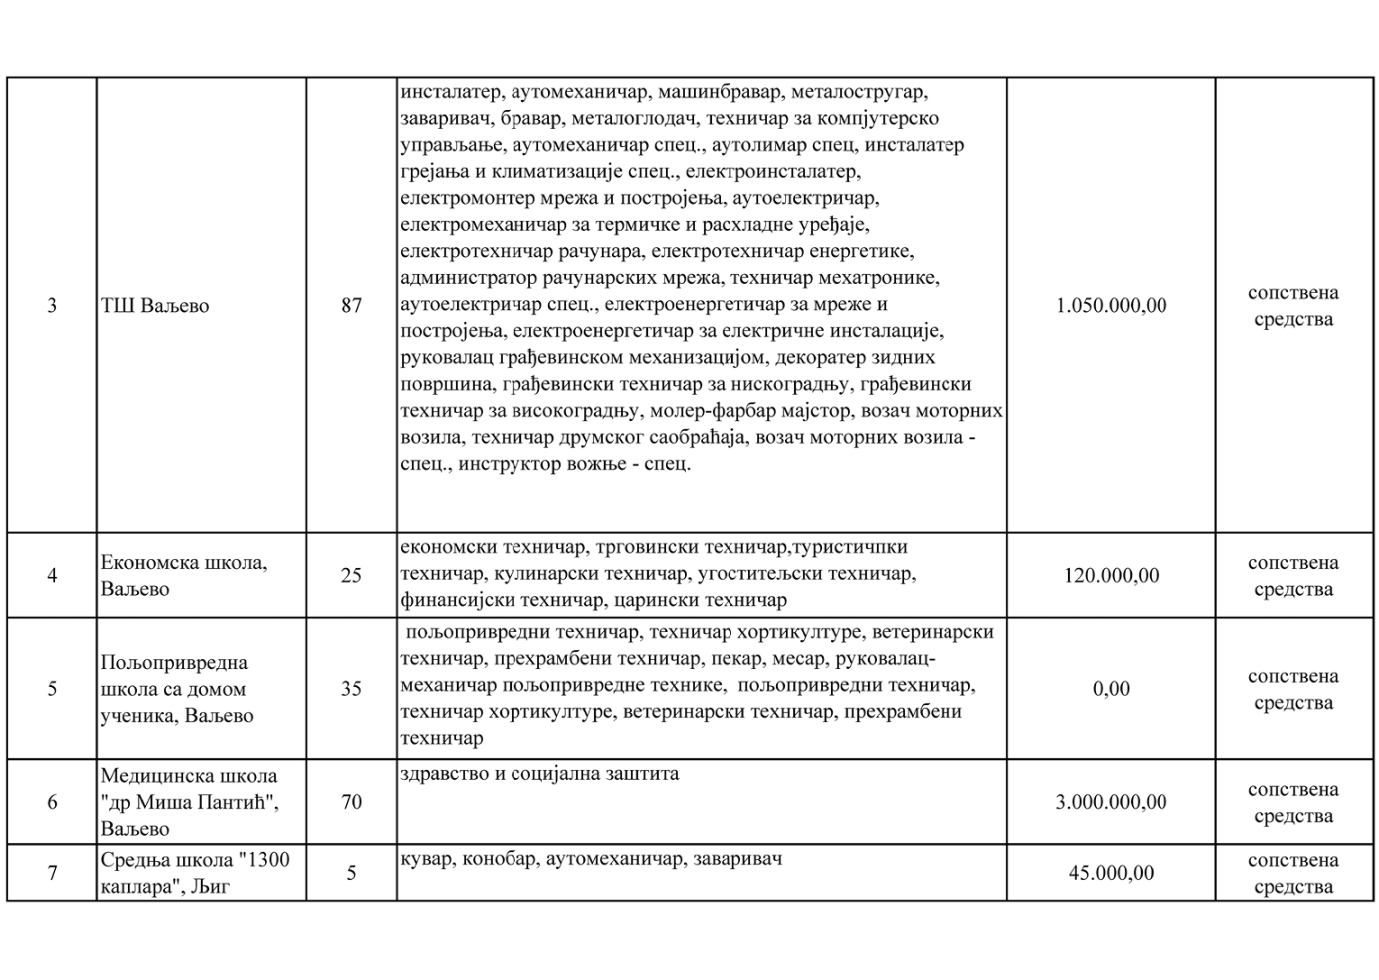 3
ТШ Ваљево
87
инсталатер, аутомеханичар, машинбравар, металостругар,
заваривач, бравар, металоглодач, техничар за компјутерско
управљање, аутомеханичар спец., аутолимар спец, инсталатер
грејања и климатизације спец., електроинсталатер,
електромонтер мрежа и постројења, аутоелектричар,
електромеханичар за термичке и расхладне уређаје,
електротехничар рачунара, електротехничар енергетике,
администратор рачунарских мрежа, техничар мехатронике,
аутоелектричар спец., електроенергетичар за мреже и
постројења, електроенергетичар за електричне инсталације,
руковалац грађевинском механизацијом, декоратер зидних
површина, грађевински техничар за нискоградњу, грађевински
техничар за високоградњу, молер-фарбар мајстор, возач моторних
возила, техничар друмског саобраћаја, возач моторних возила -
спец., инструктор вожње - спец.
1.050.000,00
сопствена
средства
4
Економска школа,
Ваљево
25
економски техничар, трговински техничар,туристичпки
техничар, кулинарски техничар, угоститељски техничар,
финансијски техничар, царински техничар
120.000,00
сопствена
средства
5
Пољопривредна
школа са домом
ученика, Ваљево
35
пољопривредни техничар, техничар хортикултуре, ветеринарски
техничар, прехрамбени техничар, пекар, месар, руковалац-
механичар пољопривредне технике,  пољопривредни техничар,
техничар хортикултуре, ветеринарски техничар, прехрамбени
техничар
0,00
сопствена
средства
6
Медицинска школа
"др Миша Пантић",
Ваљево
70
здравство и социјална заштита
3.000.000,00
сопствена
средства
7
Средња школа "1300
каплара", Љиг
5
кувар, конобар, аутомеханичар, заваривач
45.000,00
сопствена
средства